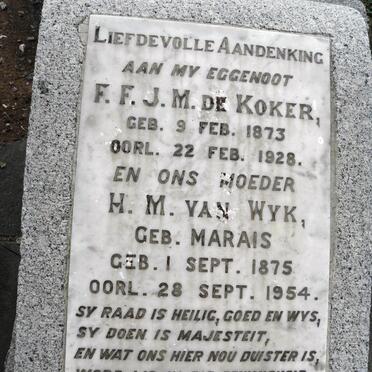 LIEFDEVOLLE AANDENKING
AAN MY EGGENOOT
F. F. J. M. DE KOKER,
GEB. 9 FEB. 1873
OORL. 22 FEB. 1928.
EN ONS MOEDER
H. M. VAN WYK,
GEB. MARAIS
GEB. 1 SEPT. 1875
OORL. 28 SEPT. 1954.
SY RAAD IS HEILIG, GOED EN WYS,
SY DOEN IS MAJESTEIT,
EN WAT ONS HIER NOU DUISTER IS,